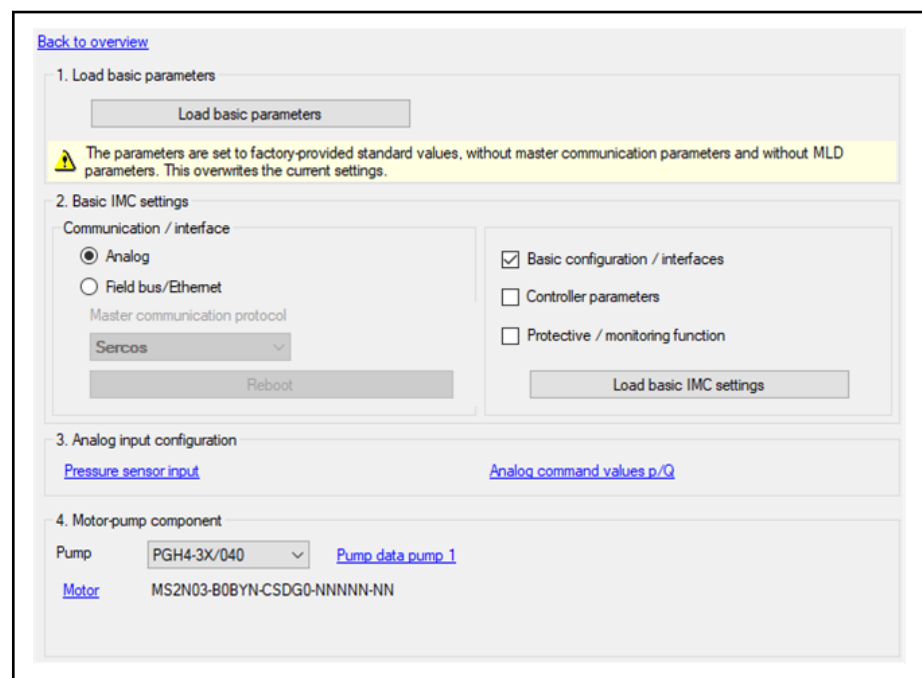 Back to overview
1. Load basic parameters
Load basic parameters
The parameters are set to factory-provided standard values, without master communication parameters and without MLD
parameters. This overwrites the current settings.
2. Basic IMC settings
Communication / interface
Analog
Field bus/Ethernet
Master communication protocol
Sercos
Reboot
Basic configuration / interfaces
Controller parameters
Protective / monitoring function
Load basic IMC settings
3. Analog input configuration
Pressure sensor input
Analog command values p/Q
4. Motor-pump component
Pump PGH4-3X/040 Pump data pump 1
Motor MS2N03-B0BYN-CSDG0-NNNNN-NN